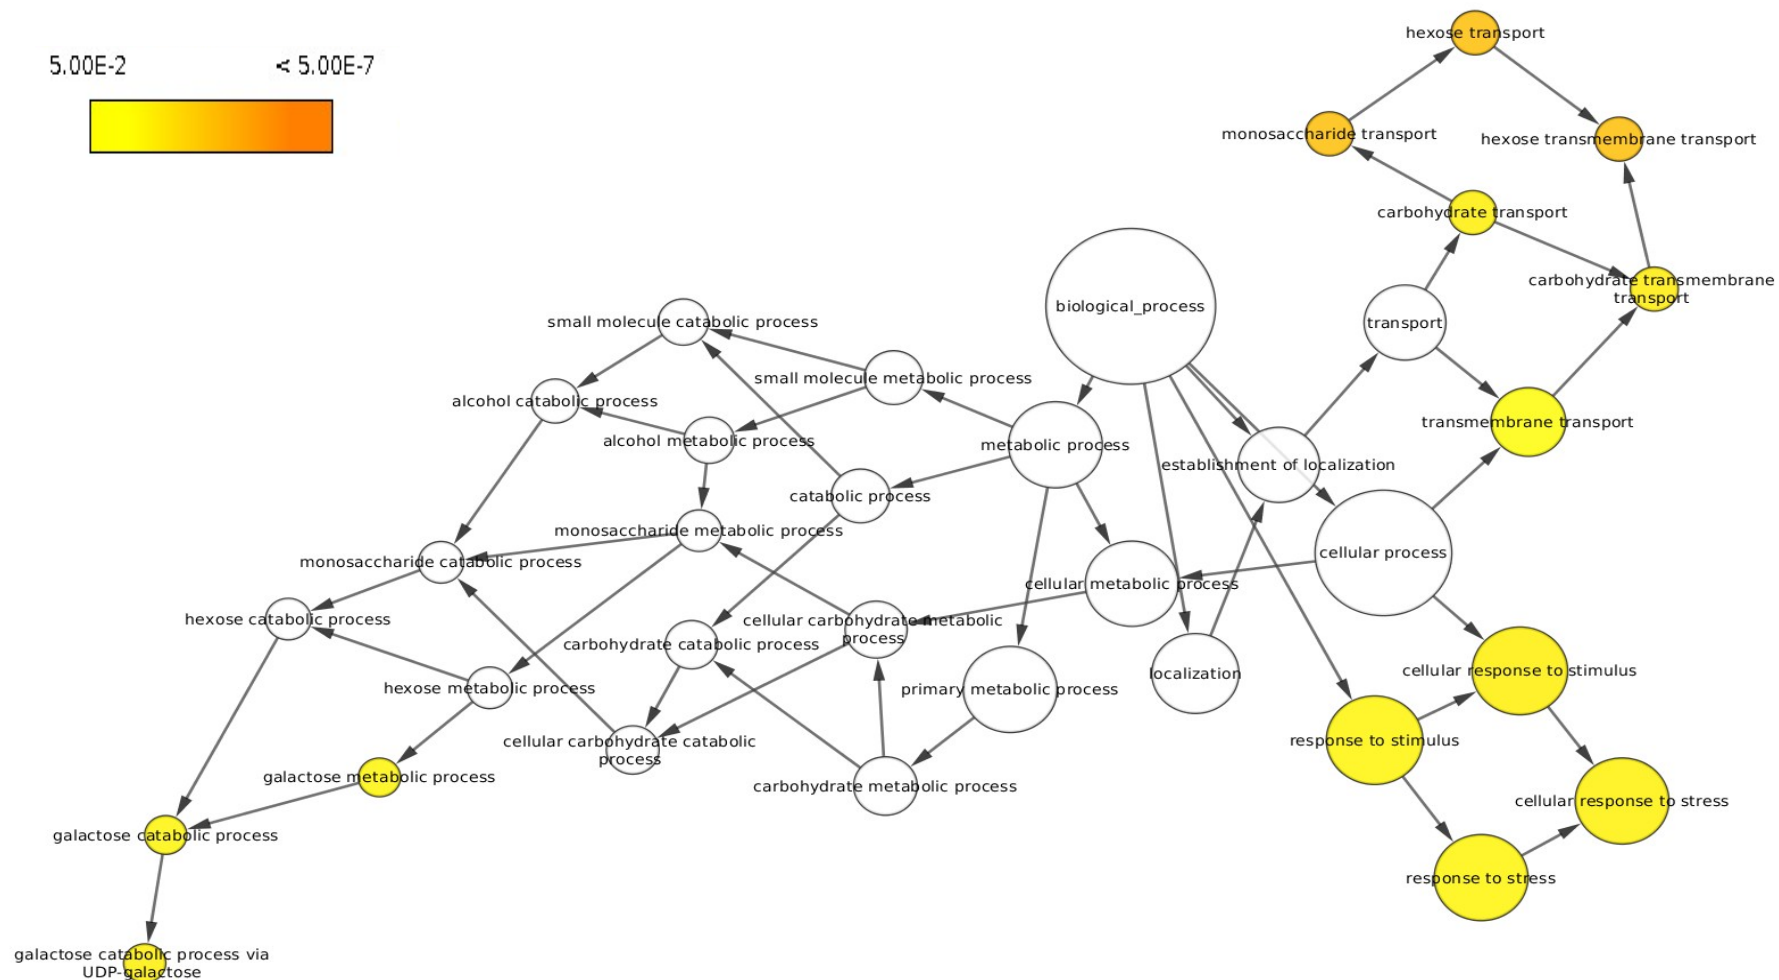 hexose transport
5.00E-2
< 5.00E-7
monosaccharide transport
hexose transmembrane transport
carbohydrate transport
carbohydrate transmembrane
transport
biological_process
small molecule catabolic process
transport
small molecule metabolic process
alcohol catabolic process
transmembrane transport
alcohol metabolic process
metabolic process
establishment of localization
catabolic process
monosaccharide metabolic process
cellular process
monosaccharide catabolic process
cellular metabolic process
hexose catabolic process
cellular carbohydrate metabolic
process
carbohydrate catabolic process
cellular response to stimulus
localization
hexose metabolic process
primary metabolic process
cellular carbohydrate catabolic
process
response to stimulus
galactose metabolic process
carbohydrate metabolic process
cellular response to stress
galactose catabolic process
response to stress
galactose catabolic process via
UDP-galactose